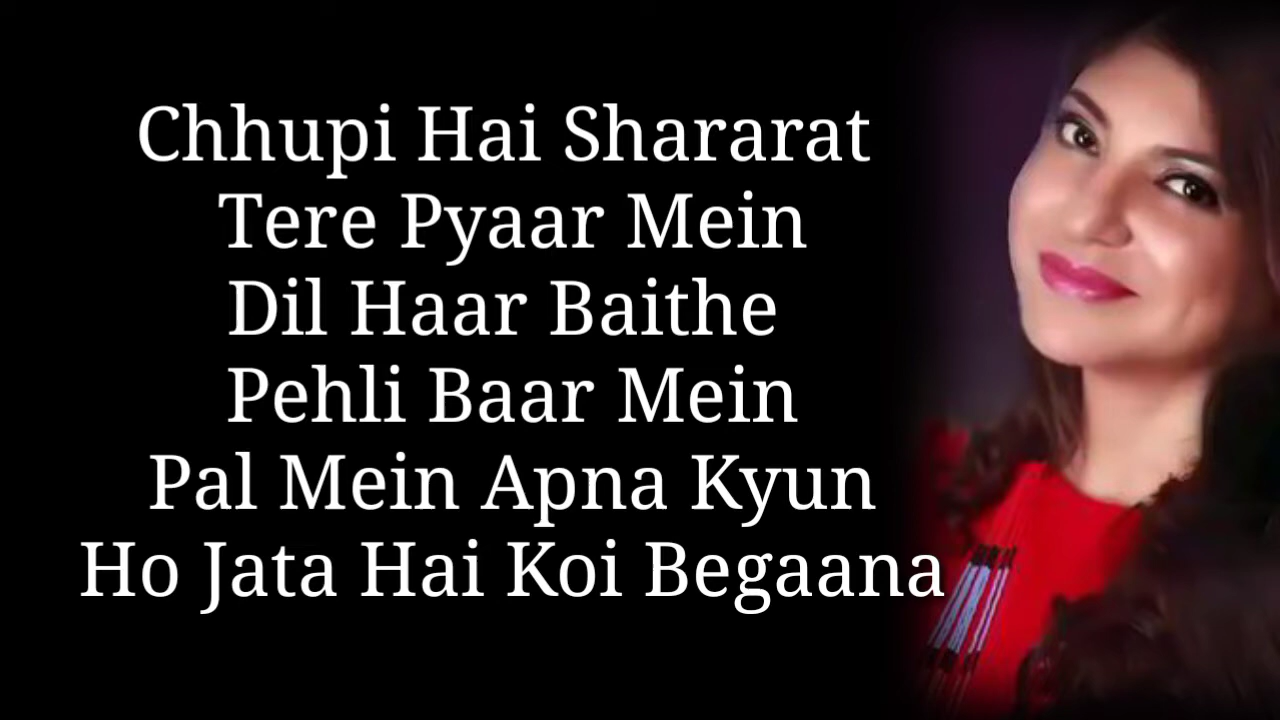 Chhupi Hai Shararat
Tere Pyaar Mein
Dil Haar Baithe
Pehli Baar Mein
Pal Mein Apna Kyun
Ho Jata Hai Koi Begaana